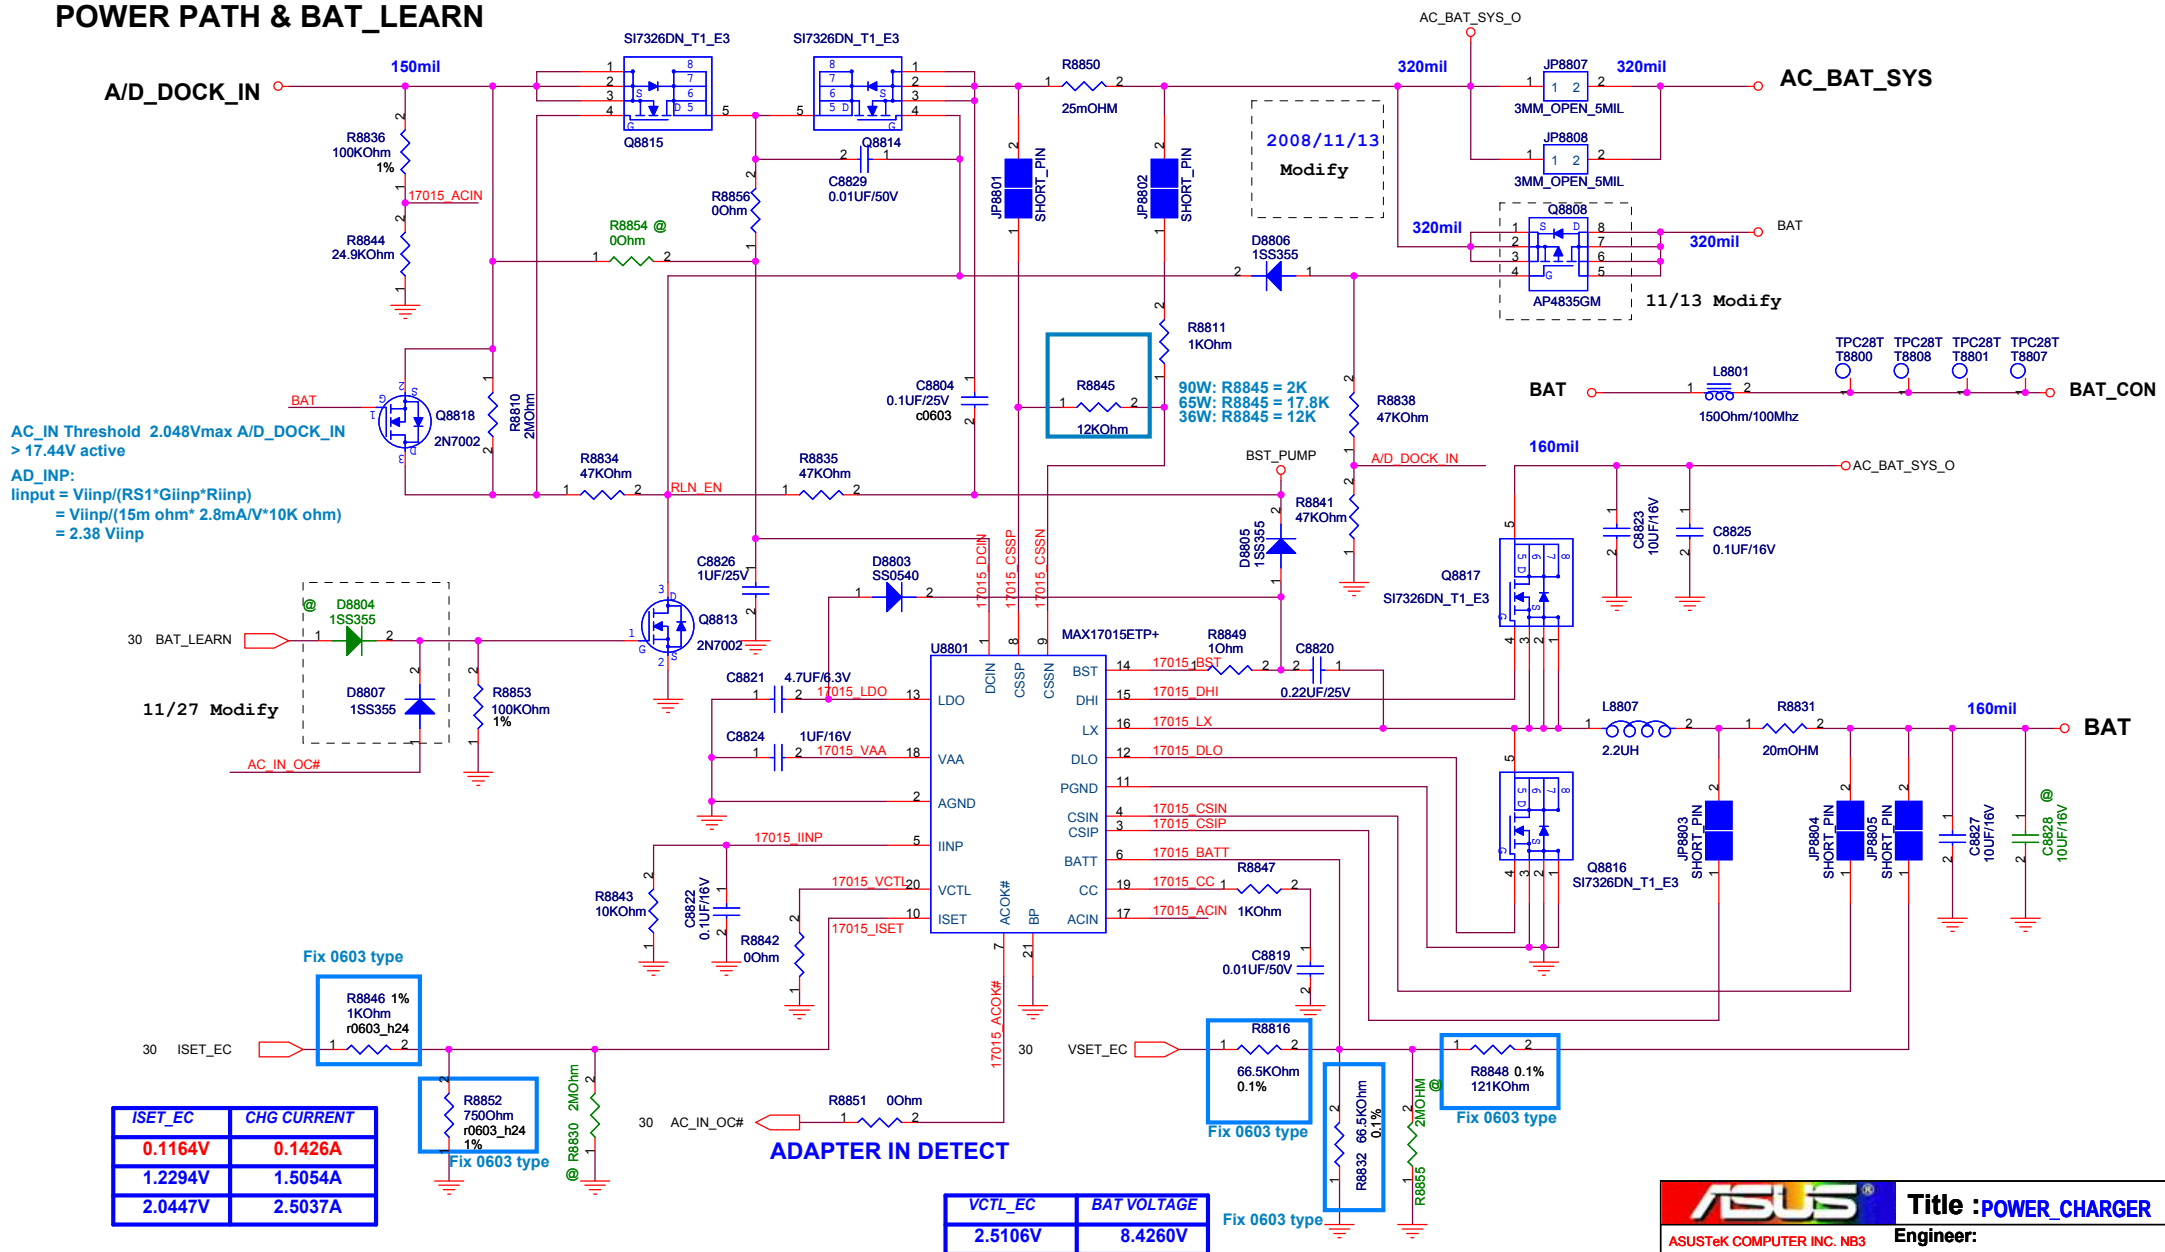 POWER PATH & BAT_LEARN
A/D_DOCK_IN
150mil
SI7326DN_T1_E3
Q8815
SI7326DN_T1_E3
Q8814
R8850
25mOHM
AC_BAT_SYS_O
320mil
JP8807
3MM_OPEN_5MIL
320mil
AC_BAT_SYS
JP8808
3MM_OPEN_5MIL
R8836
100KOhm
1%
17015_ACIN
R8844
24.9KOhm
R8856
0Ohm
C8829
0.01UF/50V
R8854 @
0Ohm
JP8801
SHORT_PIN
JP8802
SHORT_PIN
2008/11/13
Modify
D8806
1SS355
320mil
Q8808
AP4835GM
320mil
BAT
11/13 Modify
R8811
1KOhm
R8845
12KOhm
90W: R8845 = 2K
65W: R8845 = 17.8K
36W: R8845 = 12K
C8804
0.1UF/25V
c0603
R8838
47KOhm
A/D_DOCK_IN
R8841
47KOhm
BAT
L8801
150Ohm/100Mhz
TPC28T
T8800
TPC28T
T8808
TPC28T
T8801
TPC28T
T8807
BAT_CON
BAT
Q8818
2N7002
R8810
2MOhm
AC_IN Threshold 2.048Vmax A/D_DOCK_IN
> 17.44V active
AD_INP:
Iinput = Viinp/(RS1*Giinp*Riinp)
= Viinp/(15m ohm* 2.8mA/V*10K ohm)
= 2.38 Viinp
R8834
47KOhm
RLN_EN
R8835
47KOhm
BST_PUMP
D8805
1SS355
160mil
AC_BAT_SYS_O
C8823
10UF/16V
C8825
0.1UF/16V
Q8817
SI7326DN_T1_E3
C8826
1UF/25V
D8803
SS0540
17015_DCIN
17015_CSSP
17015_CSSN
@
D8804
1SS355
30 BAT_LEARN
D8807
1SS355
11/27 Modify
AC_IN_OC#
R8853
100KOhm
1%
Q8813
2N7002
U8801
MAX17015ETP+
DCIN
CSSP
CSSN
LDO
VAA
AGND
IINP
VCTL
ISET
ACOK#
BP
BST
DHI
LX
DLO
PGND
CSIN
CSIP
BATT
CC
ACIN
C8821
4.7UF/6.3V
17015_LDO
C8824
1UF/16V
17015_VAA
17015_IINP
17015_VCTL
17015_ISET
R8843
10KOhm
C8822
0.1UF/16V
R8842
0Ohm
17015_BST
R8849
1Ohm
C8820
0.22UF/25V
17015_DHI
17015_LX
17015_DLO
17015_CSIN
17015_CSIP
17015_BATT
17015_CC
17015_ACIN
R8847
1KOhm
C8819
0.01UF/50V
L8807
2.2UH
R8831
20mOHM
160mil
BAT
Q8816
SI7326DN_T1_E3
JP8803
SHORT_PIN
JP8804
SHORT_PIN
JP8805
SHORT_PIN
C8827
10UF/16V
C8828
10UF/16V
@
Fix 0603 type
R8846 1%
1KOhm
r0603_h24
30 ISET_EC
R8852
750Ohm
r0603_h24
1%
Fix 0603 type
@ R8830 2MOhm
17015_ACOK#
30 AC_IN_OC#
R8851 0Ohm
ADAPTER IN DETECT
30 VSET_EC
R8816
66.5KOhm
0.1%
Fix 0603 type
R8832 66.5KOhm
0.1%
Fix 0603 type
R8855 2MOHM @
R8848 0.1%
121KOhm
Fix 0603 type
ISET_EC CHG CURRENT
0.1164V 0.1426A
1.2294V 1.5054A
2.0447V 2.5037A
VCTL_EC BAT VOLTAGE
2.5106V 8.4260V
ASUS®
ASUSTeK COMPUTER INC. NB3
Title : POWER_CHARGER
Engineer: